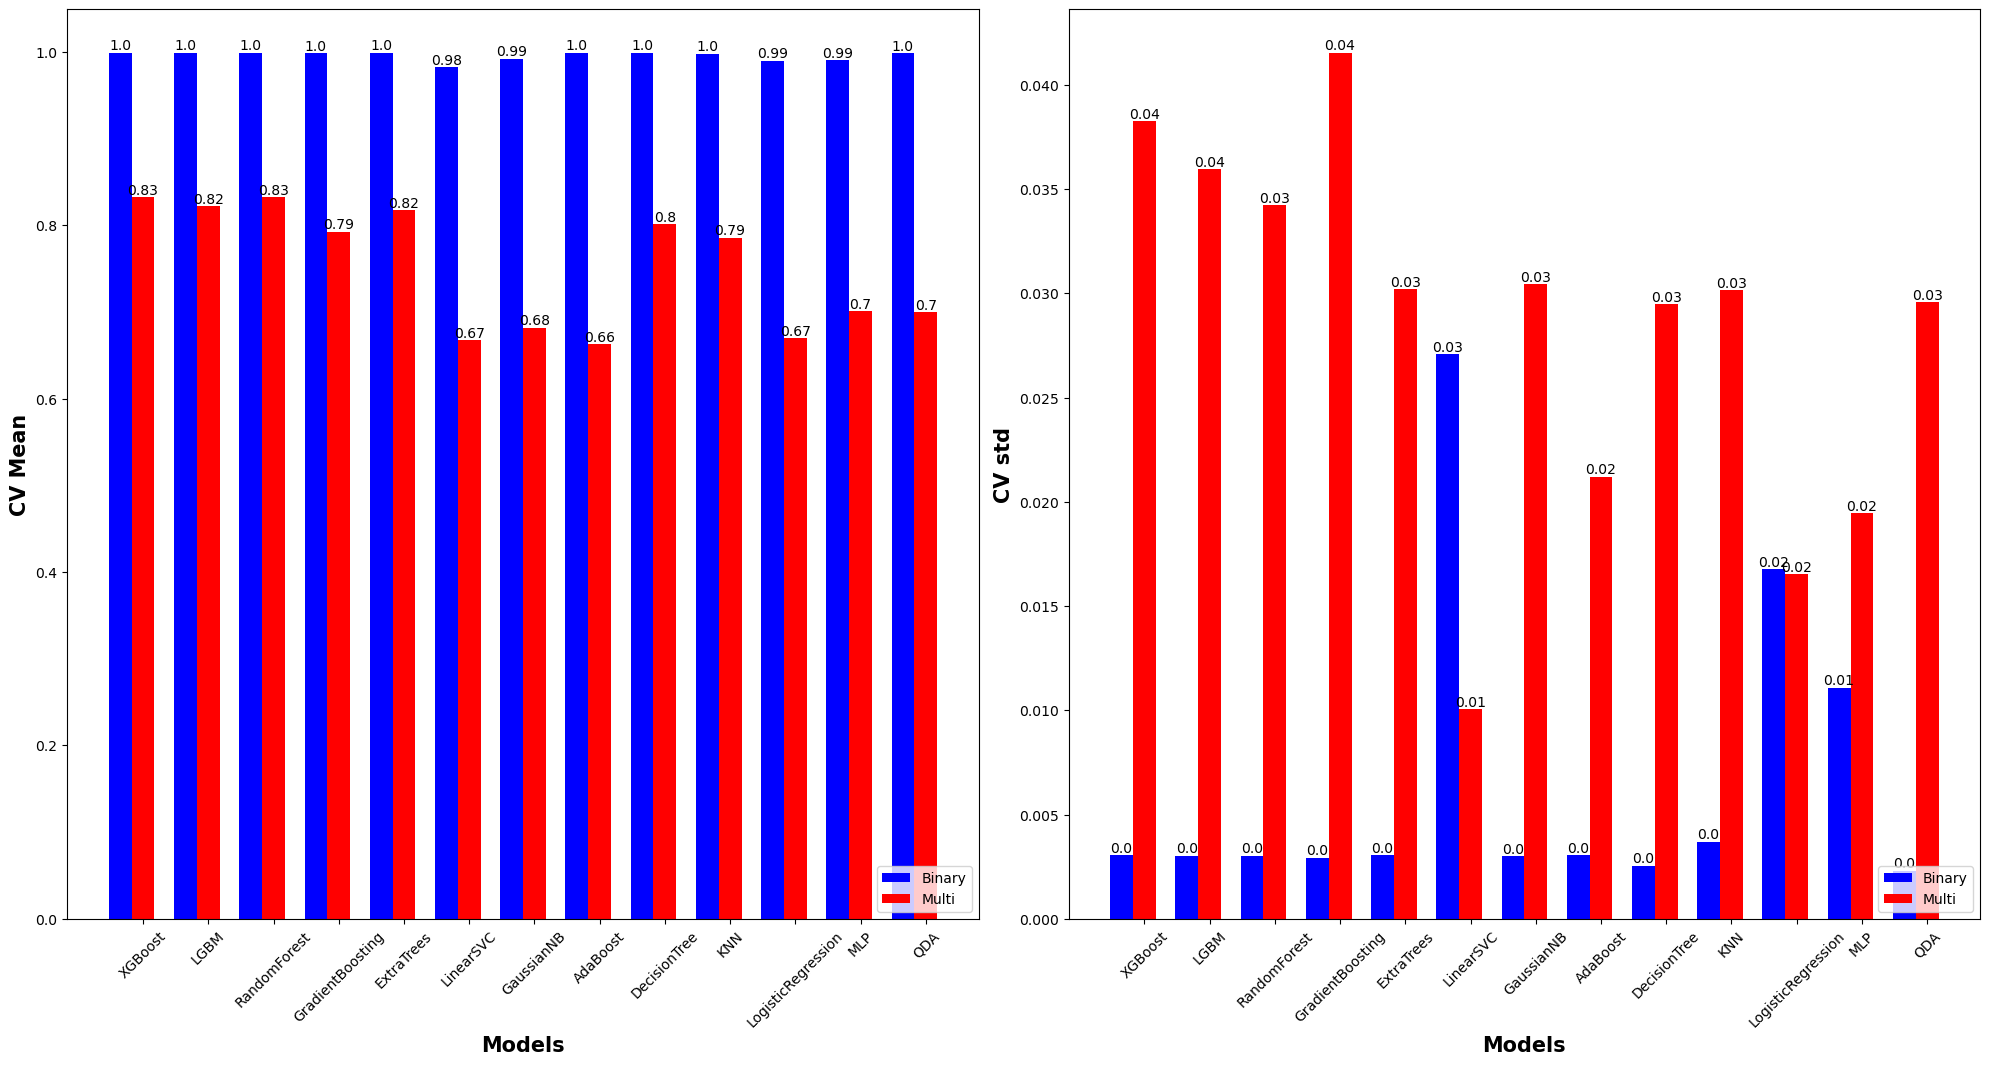 1.0 1.0 1.0 1.0 1.0 0.98 0.99 1.0 1.0 1.0 0.99 0.99 1.0
0.83 0.82 0.83 0.79 0.82 0.67 0.68 0.66 0.8 0.79 0.67 0.7 0.7
1.0
0.8
0.6
0.4
0.2
0.0
CV Mean
XGBoost
LGBM
RandomForest
GradientBoosting
ExtraTrees
LinearSVC
GaussianNB
AdaBoost
DecisionTree
KNN
LogisticRegression
MLP
QDA
Models
Binary
Multi
0.04 0.04 0.03 0.04 0.03 0.01 0.03 0.02 0.03 0.03 0.02 0.02 0.03
0.0 0.0 0.0 0.0 0.0 0.03 0.0 0.0 0.0 0.0 0.02 0.01 0.0
0.040
0.035
0.030
0.025
0.020
0.015
0.010
0.005
0.000
CV std
XGBoost
LGBM
RandomForest
GradientBoosting
ExtraTrees
LinearSVC
GaussianNB
AdaBoost
DecisionTree
KNN
LogisticRegression
MLP
QDA
Models
Binary
Multi